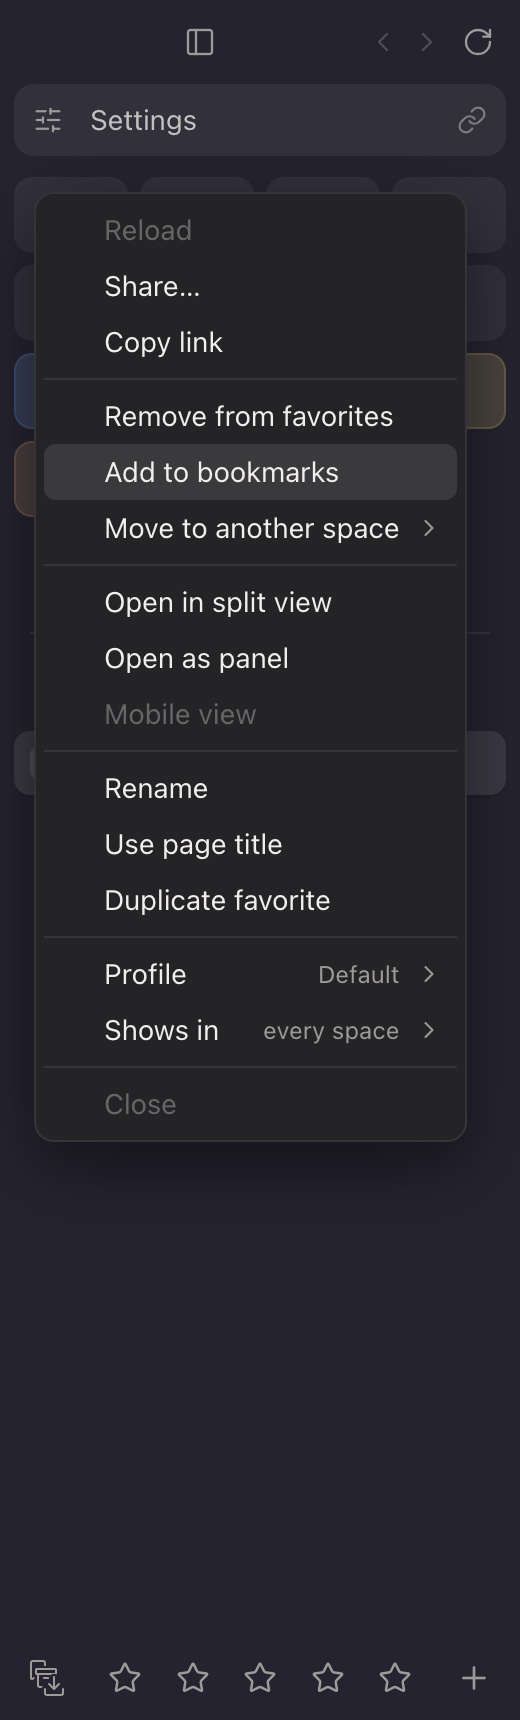 Settings
Reload
Share...
Copy link
Remove from favorites
Add to bookmarks
Move to another space
Open in split view
Open as panel
Mobile view
Rename
Use page title
Duplicate favorite
Profile Default
Shows in every space
Close